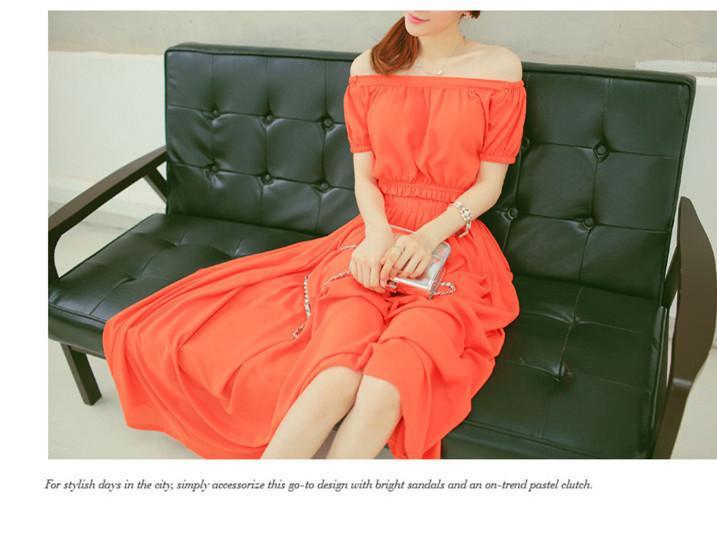 For stylish days in the city, simply accessorize this go-to design with bright sandals and an on-trend pastel clutch.